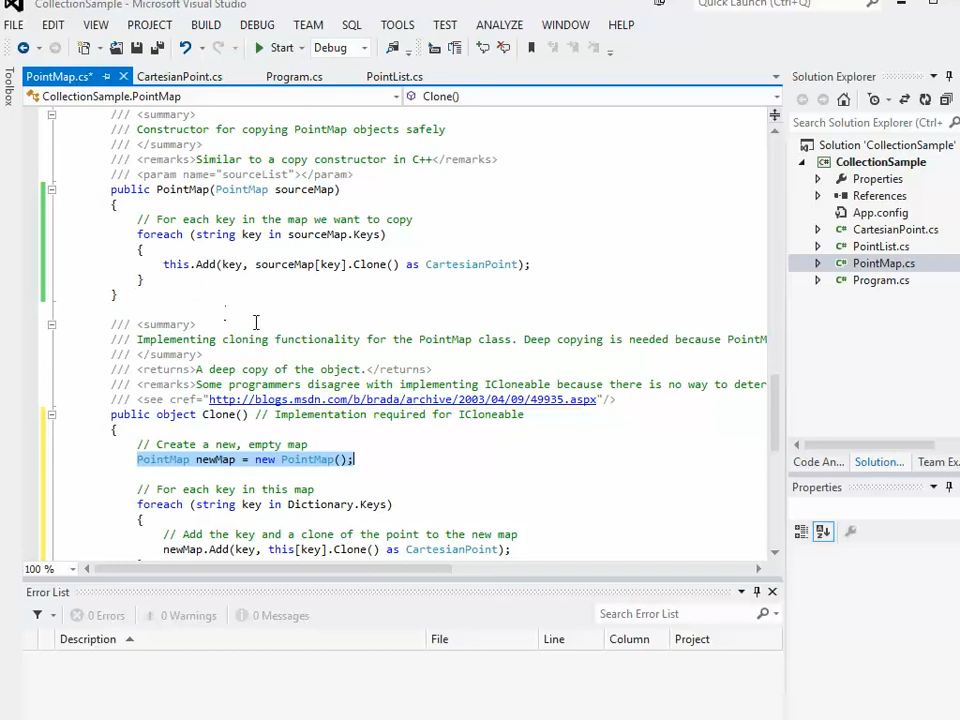 CollectionSample - Microsoft Visual Studio
Quick Launch (Ctrl+
FILE EDIT VIEW PROJECT BUILD DEBUG TEAM SQL TOOLS TEST ANALYZE WINDOW HELP
Start Debug
Toolbox
PointMap.cs* CartesianPoint.cs Program.cs PointList.cs
CollectionSample.PointMap Clone()
/// <summary>
/// Constructor for copying PointMap objects safely
/// </summary>
/// <remarks>Similar to a copy constructor in C++</remarks>
/// <param name="sourceList"></param>
public PointMap(PointMap sourceMap)
{
// For each key in the map we want to copy
foreach (string key in sourceMap.Keys)
{
this.Add(key, sourceMap[key].Clone() as CartesianPoint);
}
}
/// <summary>
/// Implementing cloning functionality for the PointMap class. Deep copying is needed because PointM
/// </summary>
/// <returns>A deep copy of the object.</returns>
/// <remarks>Some programmers disagree with implementing ICloneable because there is no way to deter
/// <see cref="http://blogs.msdn.com/b/brada/archive/2003/04/09/49935.aspx"/>
public object Clone() // Implementation required for ICloneable
{
// Create a new, empty map
PointMap newMap = new PointMap();
// For each key in this map
foreach (string key in Dictionary.Keys)
{
// Add the key and a clone of the point to the new map
newMap.Add(key, this[key].Clone() as CartesianPoint);
100 %
Error List
0 Errors 0 Warnings 0 Messages Search Error List
Description File Line Column Project
Solution Explorer
Search Solution Explorer (Ctrl+
Solution 'CollectionSample'
CollectionSample
Properties
References
App.config
CartesianPoint.cs
PointList.cs
PointMap.cs
Program.cs
Code An... Solution... Team Ex.
Properties